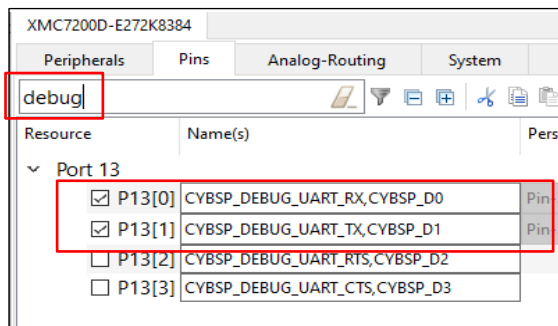 XMC7200D-E272K8384
Peripherals Pins Analog-Routing System
debug
Resource Name(s) Pers
Port 13
P13[0] CYBSP_DEBUG_UART_RX,CYBSP_D0 Pin-
P13[1] CYBSP_DEBUG_UART_TX,CYBSP_D1 Pin-
P13[2] CYBSP_DEBUG_UART_RTS,CYBSP_D2
P13[3] CYBSP_DEBUG_UART_CTS,CYBSP_D3